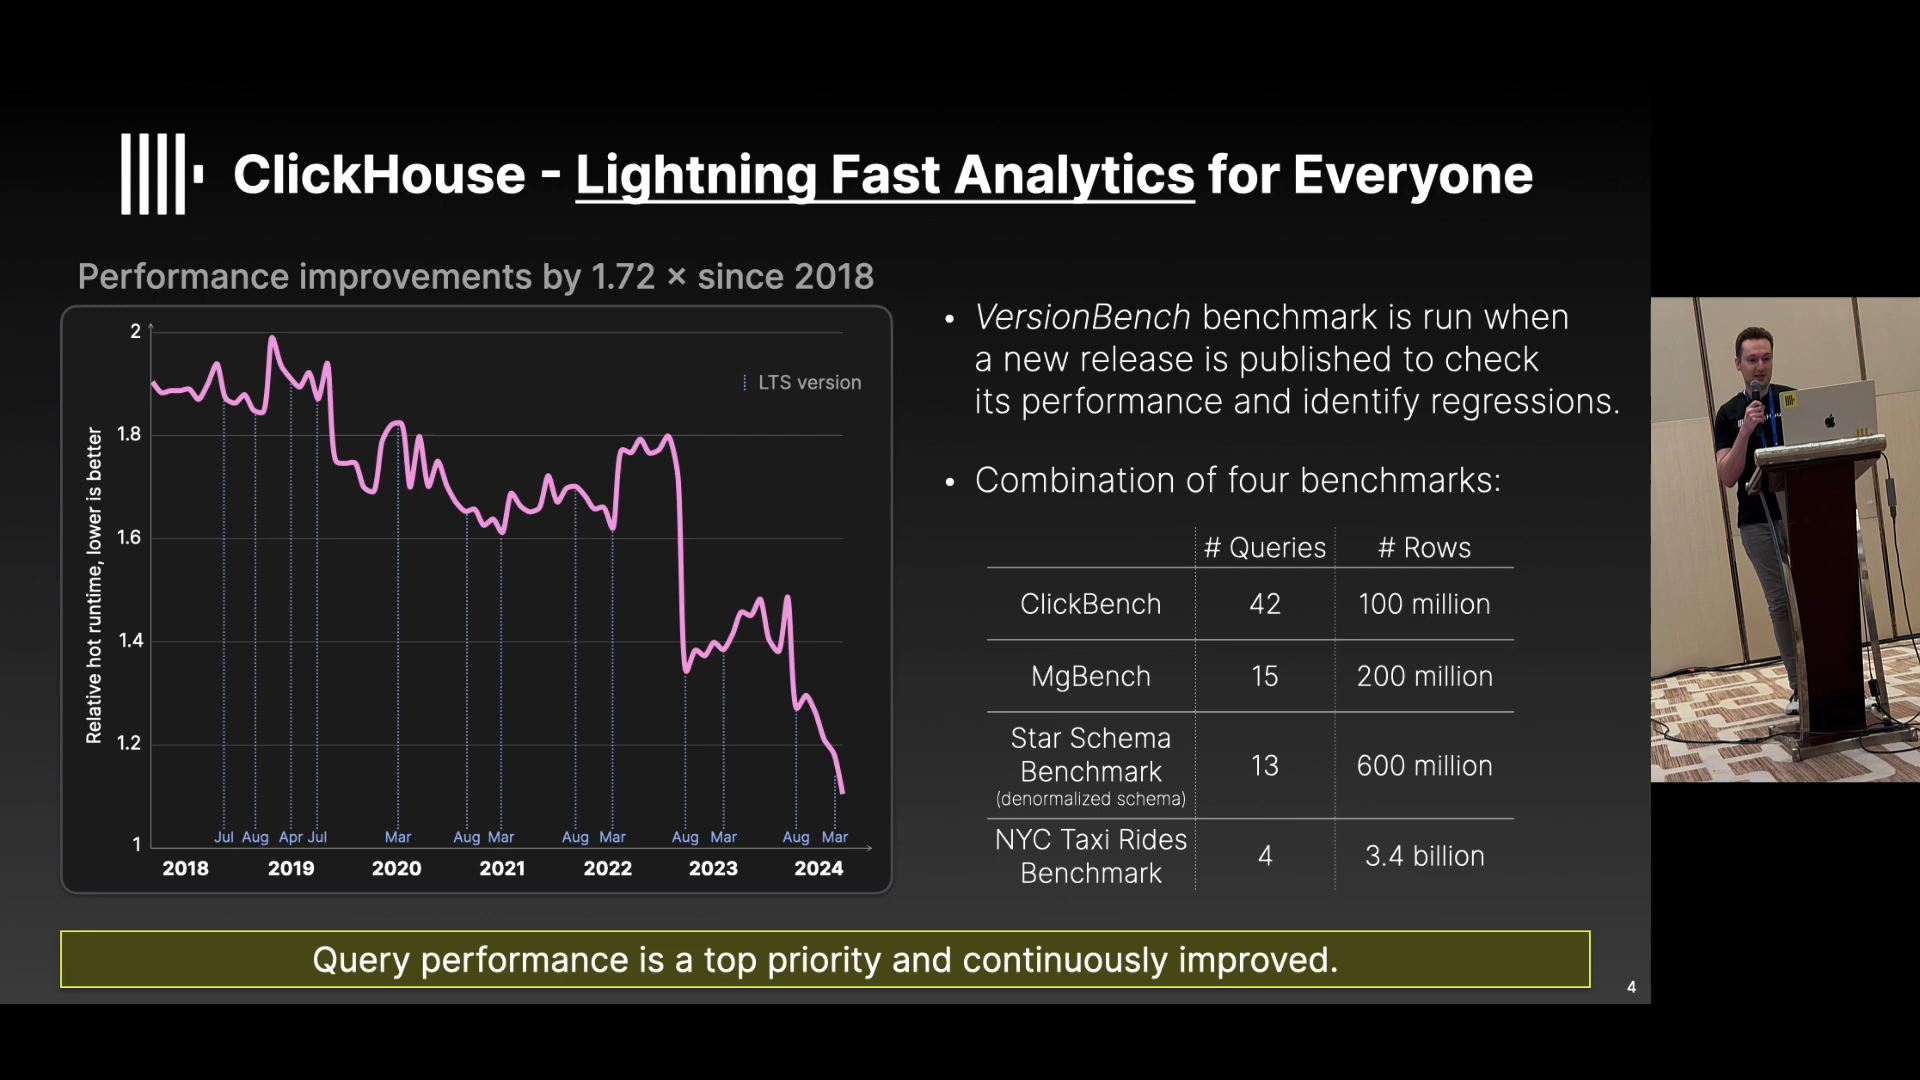 ClickHouse - Lightning Fast Analytics for Everyone
Performance improvements by 1.72 × since 2018
Relative hot runtime, lower is better
2
1.8
1.6
1.4
1.2
1
LTS version
Jul Aug Apr Jul Mar Aug Mar Aug Mar Aug Mar Aug Mar
2018 2019 2020 2021 2022 2023 2024
• VersionBench benchmark is run when
a new release is published to check
its performance and identify regressions.
• Combination of four benchmarks:
# Queries # Rows
ClickBench 42 100 million
MgBench 15 200 million
Star Schema
Benchmark
(denormalized schema)
13 600 million
NYC Taxi Rides
Benchmark
4 3.4 billion
Query performance is a top priority and continuously improved.
4